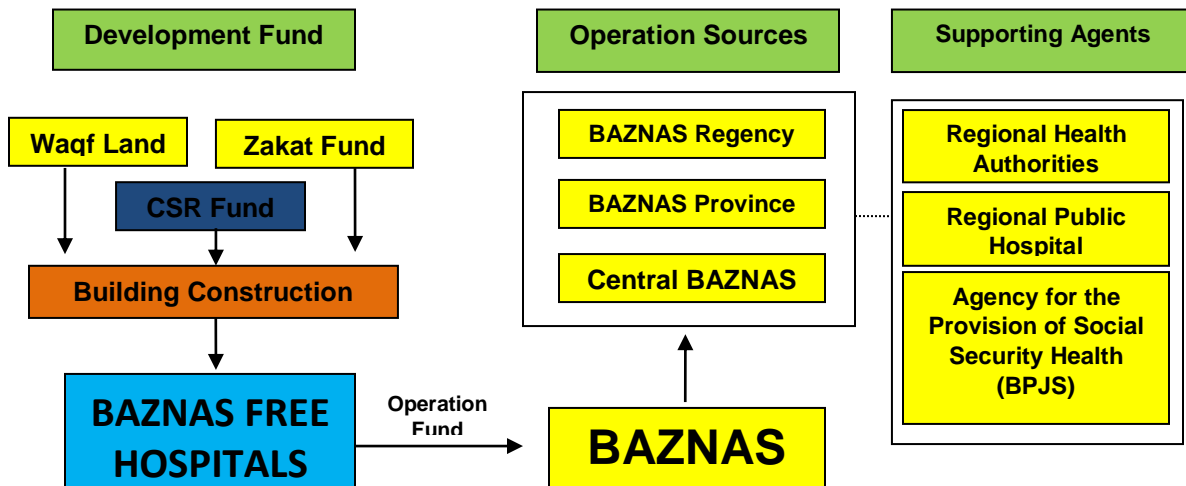 Development Fund
Operation Sources
Supporting Agents
Waqf Land
Zakat Fund
CSR Fund
Building Construction
BAZNAS FREE
HOSPITALS
Operation
Fund
BAZNAS Regency
BAZNAS Province
Central BAZNAS
BAZNAS
Regional Health
Authorities
Regional Public
Hospital
Agency for the
Provision of Social
Security Health
(BPJS)